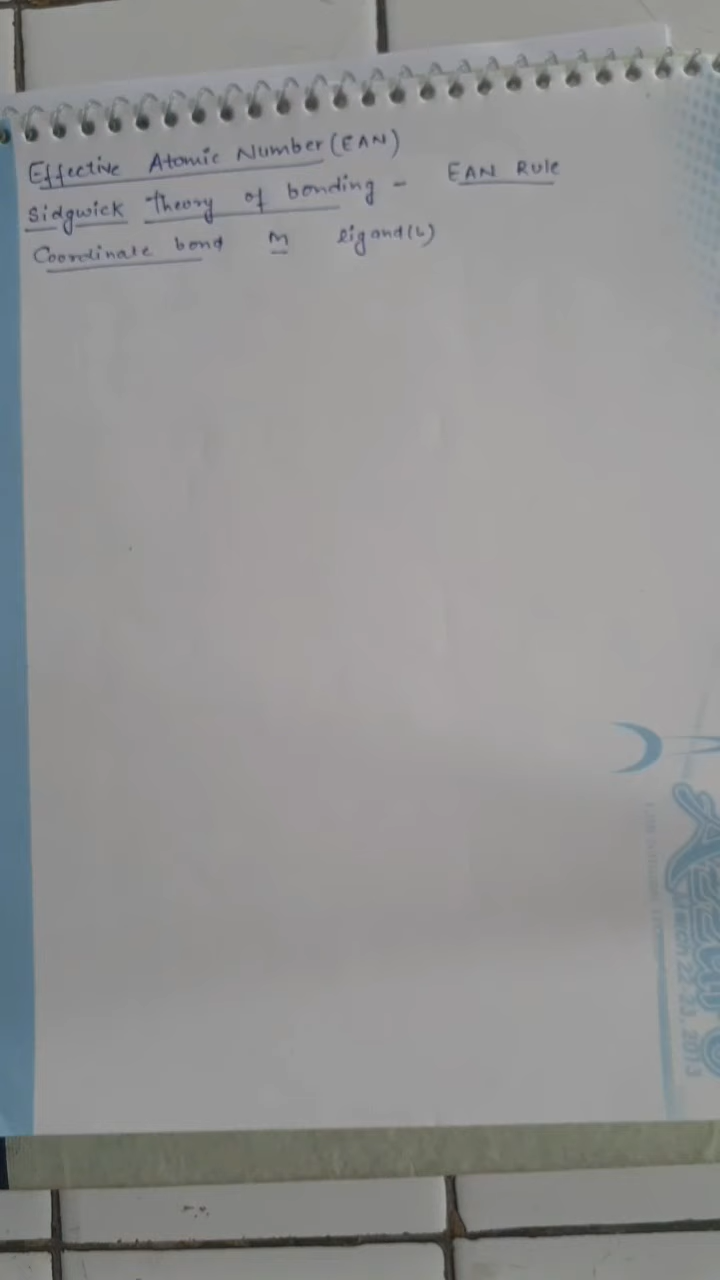 Effective Atomic Number (EAN)
Sidgwick Theory of bonding - EAN Rule
Coordinate bond M ligand(L)